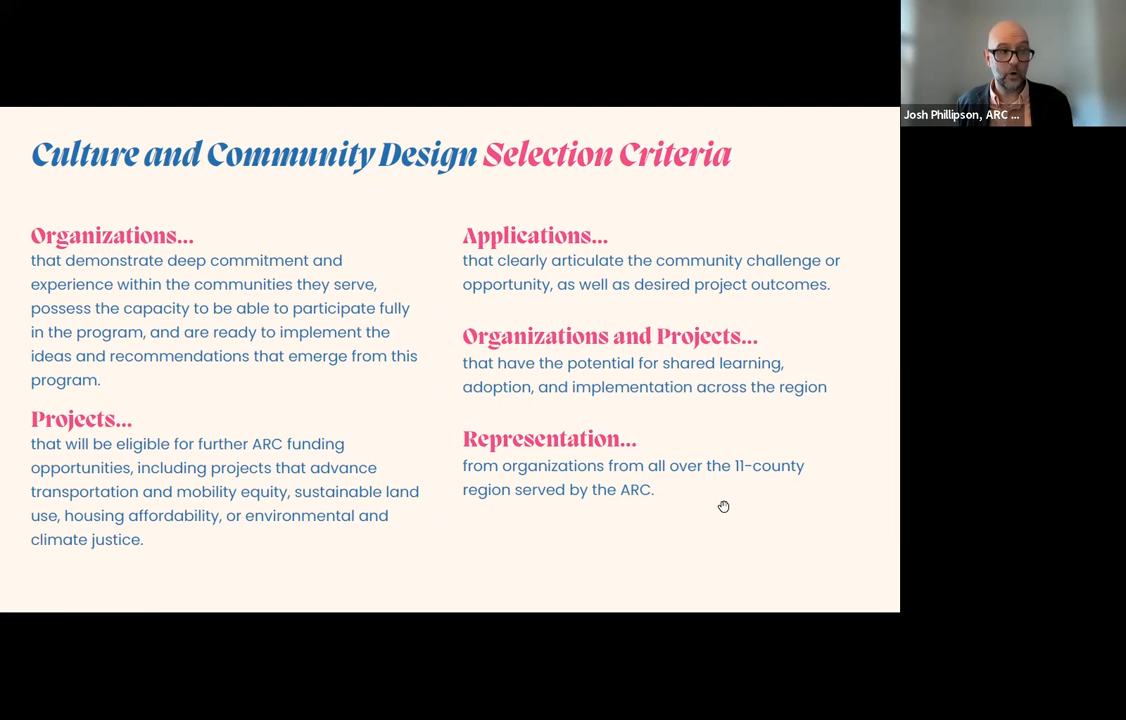 Culture and Community Design Selection Criteria
Organizations...
that demonstrate deep commitment and
experience within the communities they serve,
possess the capacity to be able to participate fully
in the program, and are ready to implement the
ideas and recommendations that emerge from this
program.
Projects...
that will be eligible for further ARC funding
opportunities, including projects that advance
transportation and mobility equity, sustainable land
use, housing affordability, or environmental and
climate justice.
Applications...
that clearly articulate the community challenge or
opportunity, as well as desired project outcomes.
Organizations and Projects...
that have the potential for shared learning,
adoption, and implementation across the region
Representation...
from organizations from all over the 11-county
region served by the ARC.
Josh Phillipson, ARC ...